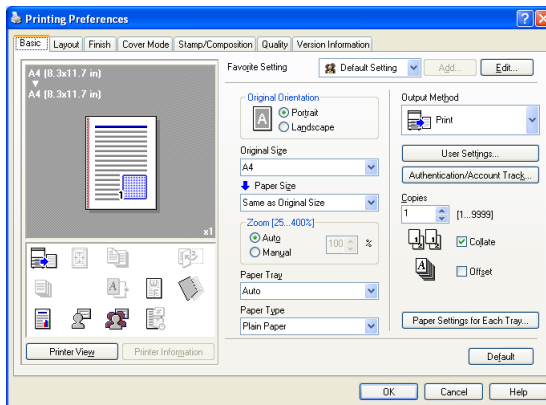 Printing Preferences
Basic Layout Finish Cover Mode Stamp/Composition Quality Version Information
A4 (8.3x11.7 in)
A4 (8.3x11.7 in)
1
x1
Printer View Printer Information
Favorite Setting Default Setting Add... Edit...
Original Orientation
A
Portrait
Landscape
Original Size
A4
Paper Size
Same as Original Size
Zoom [25...400%]
Auto
Manual
100 %
Paper Tray
Auto
Paper Type
Plain Paper
Output Method
Print
User Settings...
Authentication/Account Track...
Copies
1 [1...9999]
Collate
Offset
Paper Settings for Each Tray...
Default
OK Cancel Help